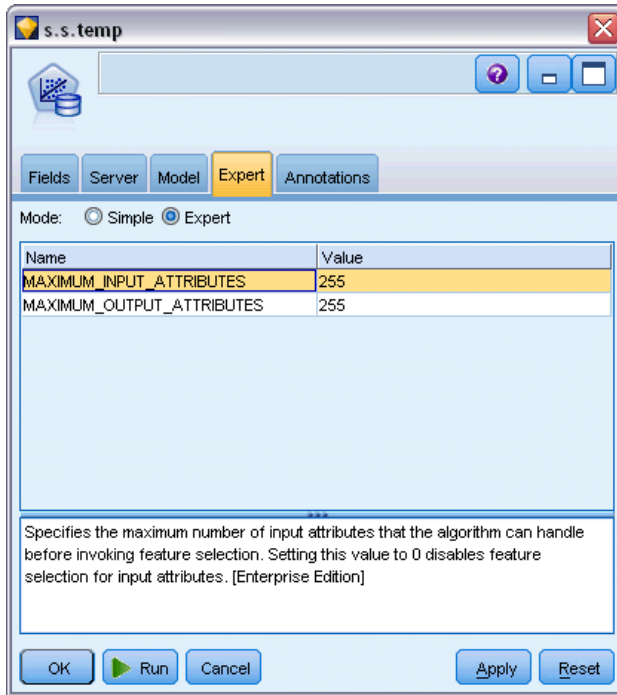 s.s.temp
?
Fields Server Model Expert Annotations
Mode: Simple Expert
Name Value
MAXIMUM_INPUT_ATTRIBUTES 255
MAXIMUM_OUTPUT_ATTRIBUTES 255
Specifies the maximum number of input attributes that the algorithm can handle
before invoking feature selection. Setting this value to 0 disables feature
selection for input attributes. [Enterprise Edition]
OK Run Cancel Apply Reset